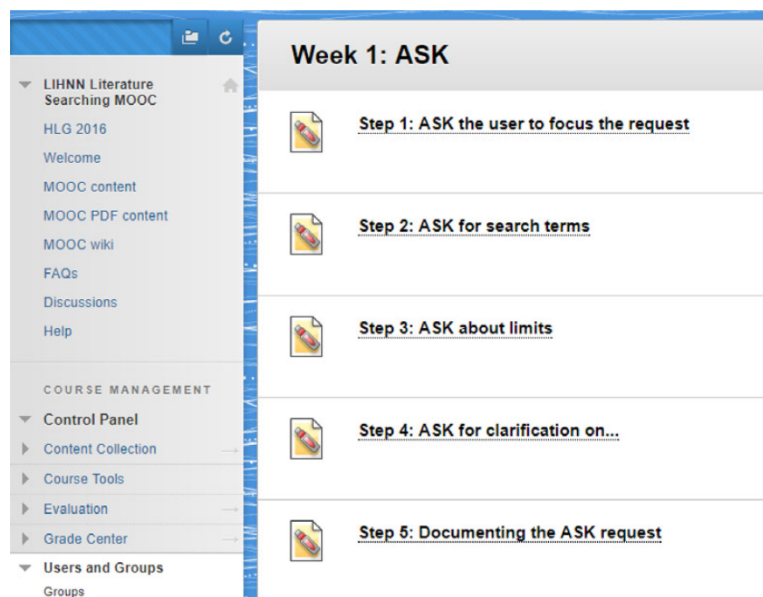 LIHNN Literature
Searching MOOC
HLG 2016
Welcome
MOOC content
MOOC PDF content
MOOC wiki
FAQs
Discussions
Help
COURSE MANAGEMENT
Control Panel
Content Collection
Course Tools
Evaluation
Grade Center
Users and Groups
Groups
Week 1: ASK
Step 1: ASK the user to focus the request
Step 2: ASK for search terms
Step 3: ASK about limits
Step 4: ASK for clarification on...
Step 5: Documenting the ASK request